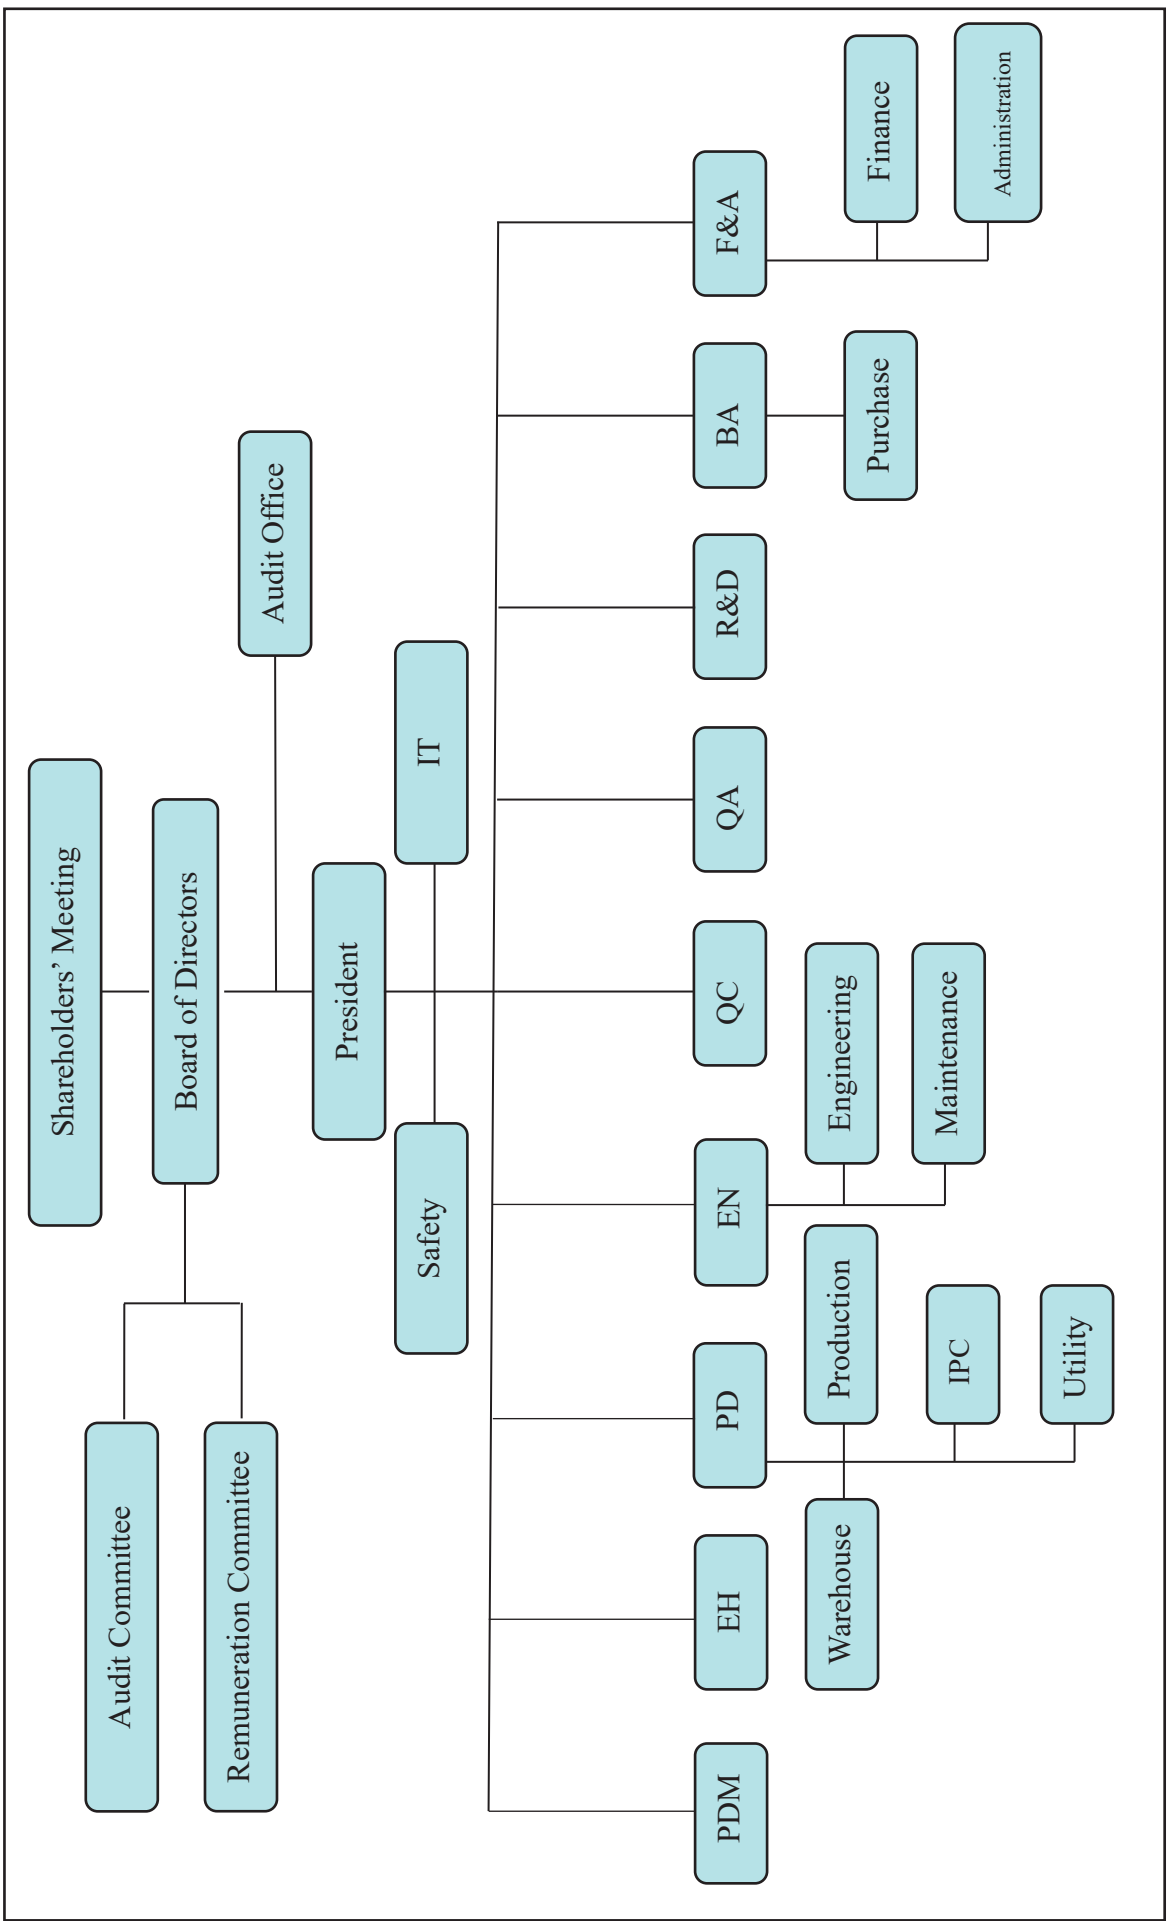 Shareholders’ Meeting
Board of Directors
Audit Committee
Remuneration Committee
Audit Office
President
Safety
IT
PDM
EH
PD
EN
QC
QA
R&D
BA
F&A
Warehouse
Production
IPC
Utility
Engineering
Maintenance
Purchase
Finance
Administration